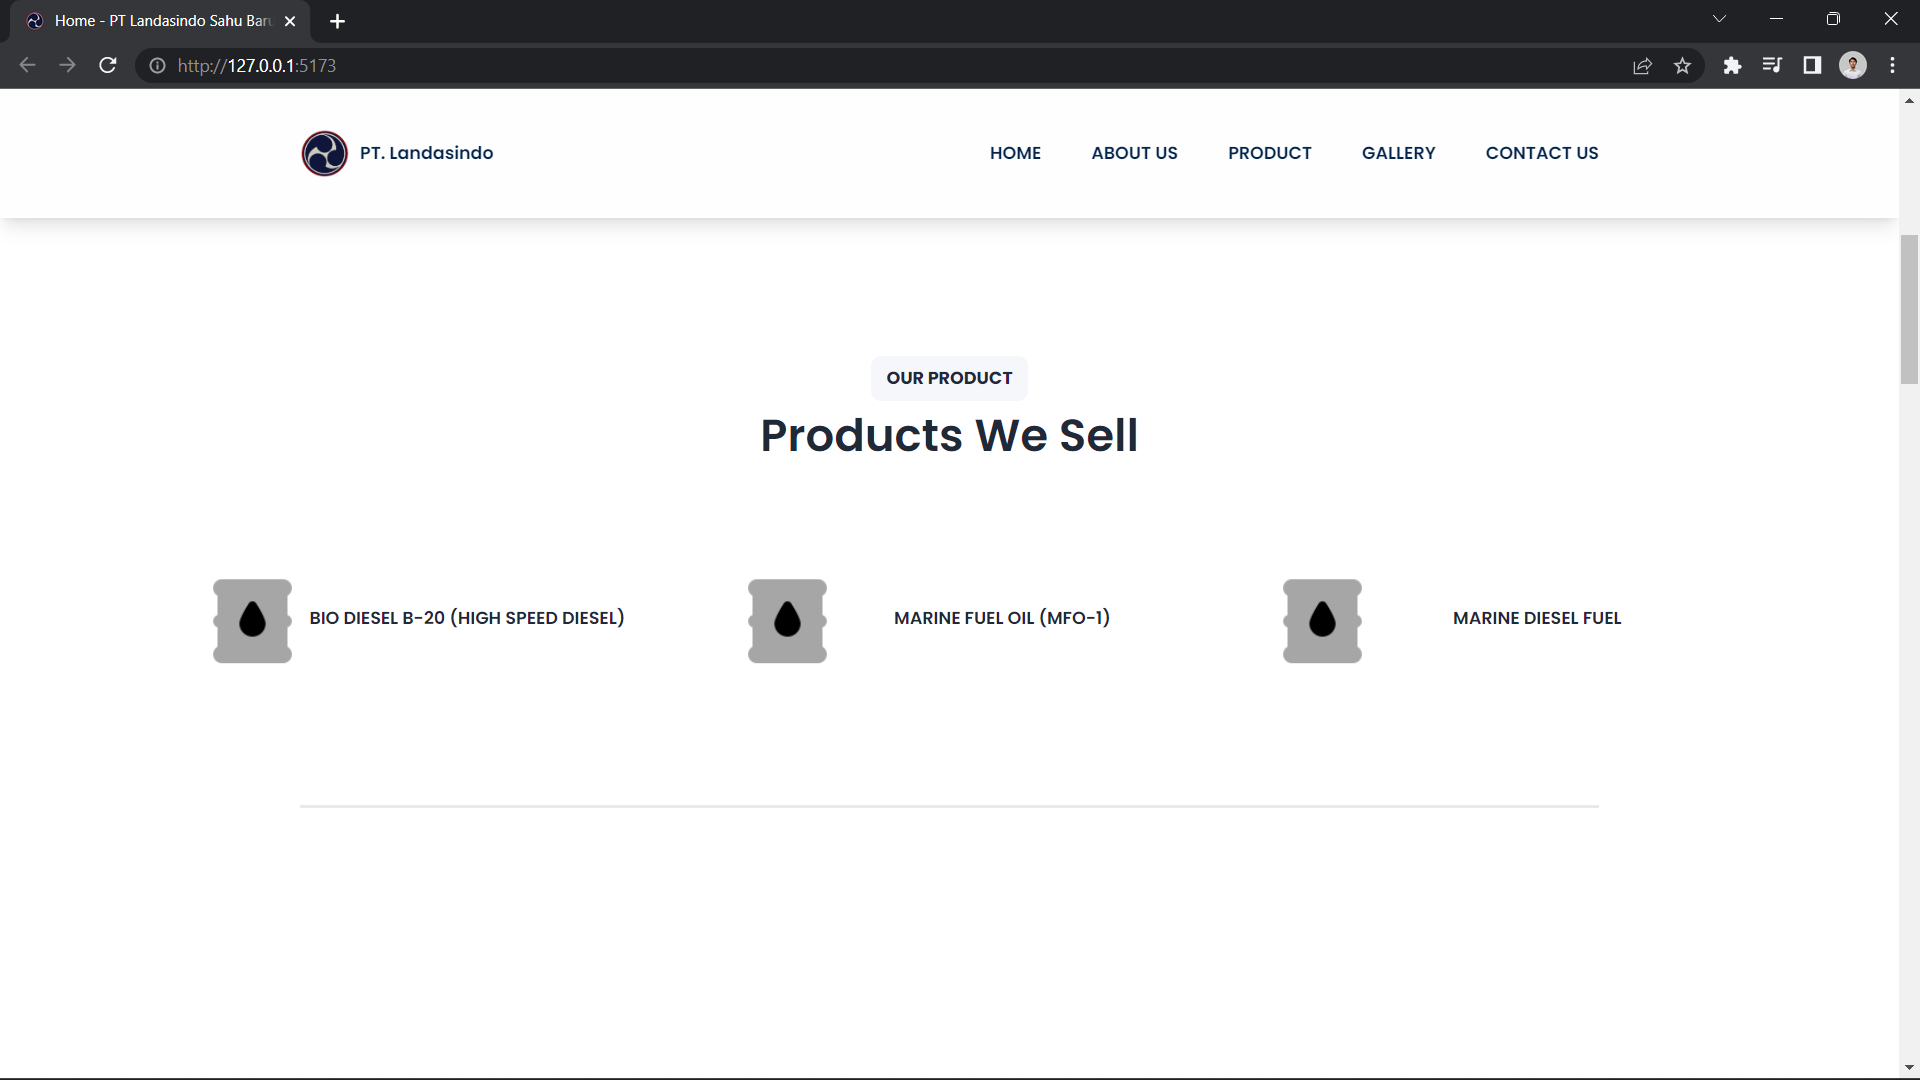 Home - PT Landasindo Sahu Baru
http://127.0.0.1:5173
PT. Landasindo
HOME
ABOUT US
PRODUCT
GALLERY
CONTACT US
OUR PRODUCT
Products We Sell
BIO DIESEL B-20 (HIGH SPEED DIESEL)
MARINE FUEL OIL (MFO-1)
MARINE DIESEL FUEL